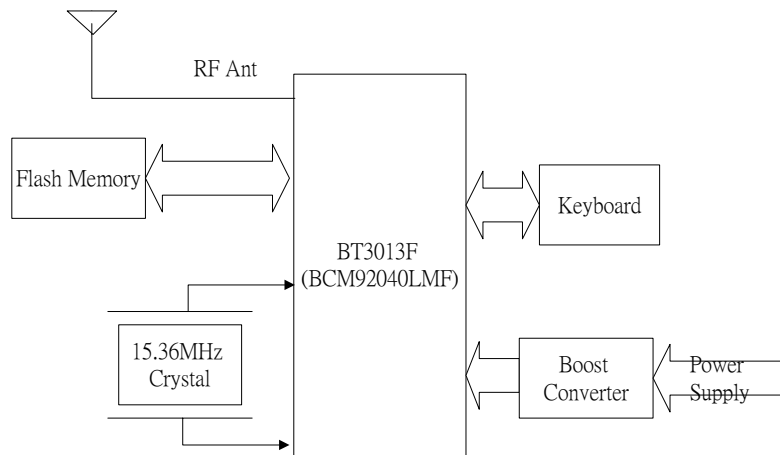 RF Ant
Flash Memory
Keyboard
BT3013F
(BCM92040LMF)
15.36MHz
Crystal
Boost
Converter
Power
Supply